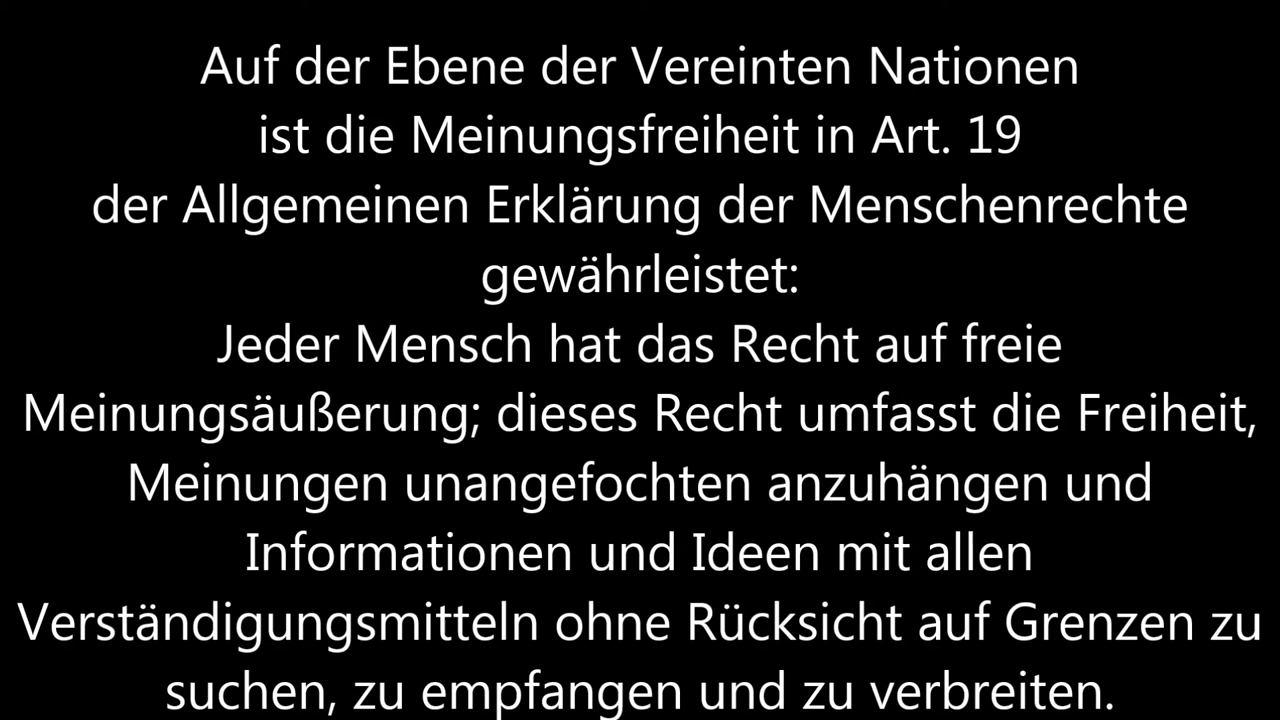 Auf der Ebene der Vereinten Nationen
ist die Meinungsfreiheit in Art. 19
der Allgemeinen Erklärung der Menschenrechte
gewährleistet:
Jeder Mensch hat das Recht auf freie
Meinungsäußerung; dieses Recht umfasst die Freiheit,
Meinungen unangefochten anzuhängen und
Informationen und Ideen mit allen
Verständigungsmitteln ohne Rücksicht auf Grenzen zu
suchen, zu empfangen und zu verbreiten.